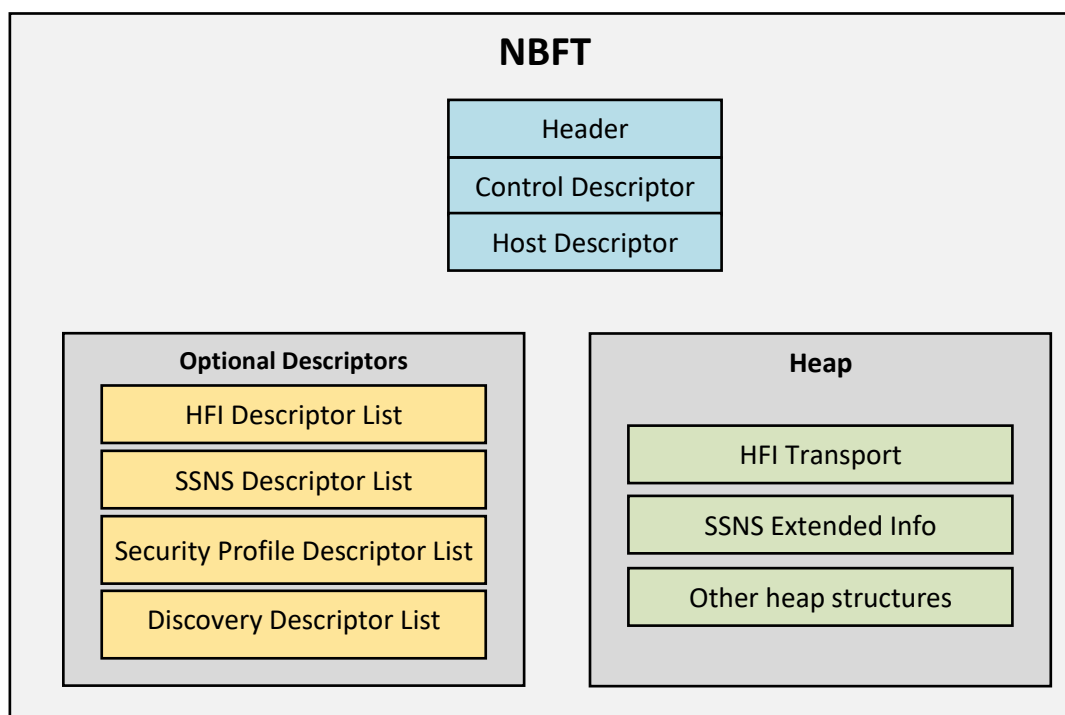 NBFT
Header
Control Descriptor
Host Descriptor
Optional Descriptors
HFI Descriptor List
SSNS Descriptor List
Security Profile Descriptor List
Discovery Descriptor List
Heap
HFI Transport
SSNS Extended Info
Other heap structures